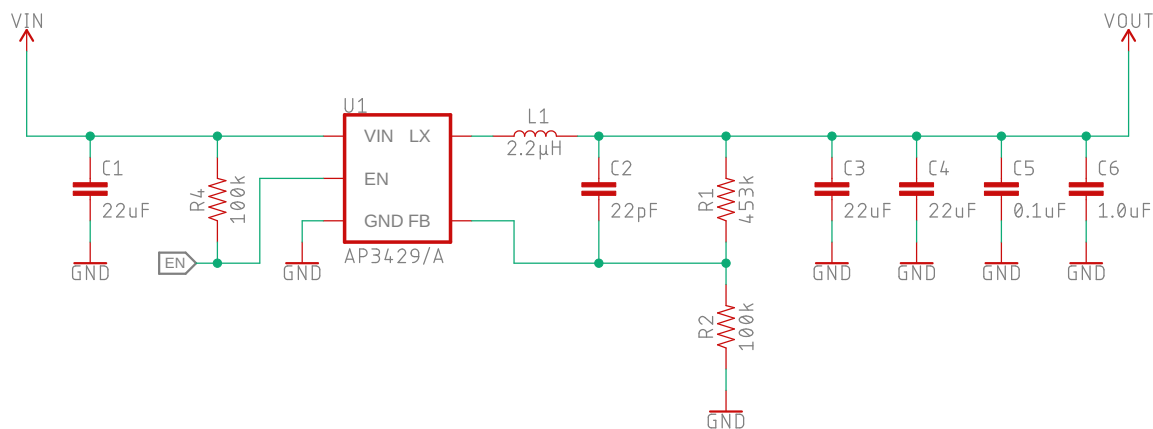 VIN
VOUT
U1
VIN LX
EN
GND FB
AP3429/A
L1
2.2µH
C1
22uF
GND
R4
100k
EN
GND
C2
22pF
R1
453k
R2
100k
GND
C3
22uF
GND
C4
22uF
GND
C5
0.1uF
GND
C6
1.0uF
GND